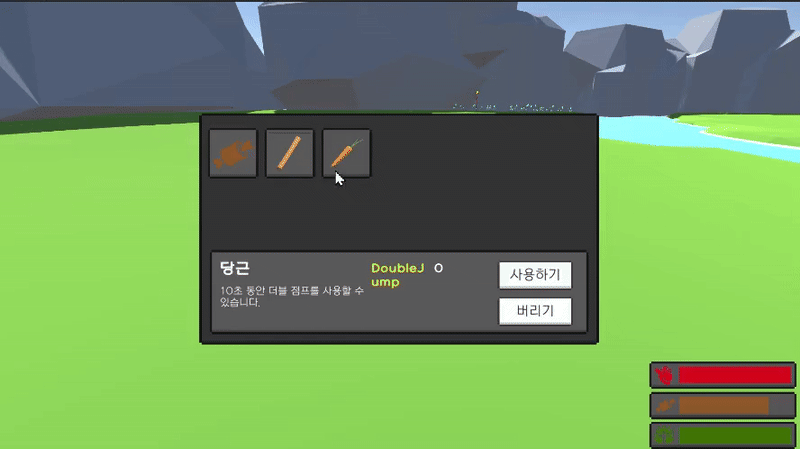 당근
10초 동안 더블 점프를 사용할 수
있습니다.
DoubleJ 0
ump
사용하기
버리기